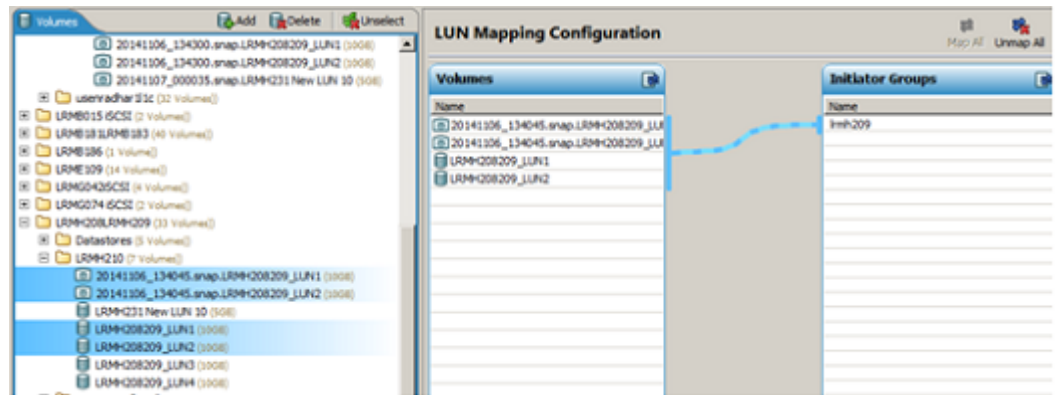 Volumes
Add
Delete
Unselect
20141106_134300.snap.LRMH208209_LUN1 (10GB)
20141106_134300.snap.LRMH208209_LUN2 (10GB)
20141107_000035.snap.LRMH231 New LUN 10 (5GB)
(32 Volumes))
LRMB015 iSCSI (2 Volumes))
LRMB181LRMB183 (40 Volumes))
LRMB186 (1 Volume))
LRME109 (14 Volumes))
LRMG042iSCSI (4 Volumes))
LRMG074 iSCSI (2 Volumes))
LRMH208LRMH209 (33 Volumes))
Datastores (5 Volumes))
LRMH210 (7 Volumes))
20141106_134045.snap.LRMH208209_LUN1 (10GB)
20141106_134045.snap.LRMH208209_LUN2 (10GB)
LRMH231 New LUN 10 (5GB)
LRMH208209_LUN1 (10GB)
LRMH208209_LUN2 (10GB)
LRMH208209_LUN3 (10GB)
LRMH208209_LUN4 (10GB)
LUN Mapping Configuration
Map All
Unmap All
Volumes
Name
20141106_134045.snap.LRMH208209_LU
20141106_134045.snap.LRMH208209_LU
LRMH208209_LUN1
LRMH208209_LUN2
Initiator Groups
Name
lrmh209